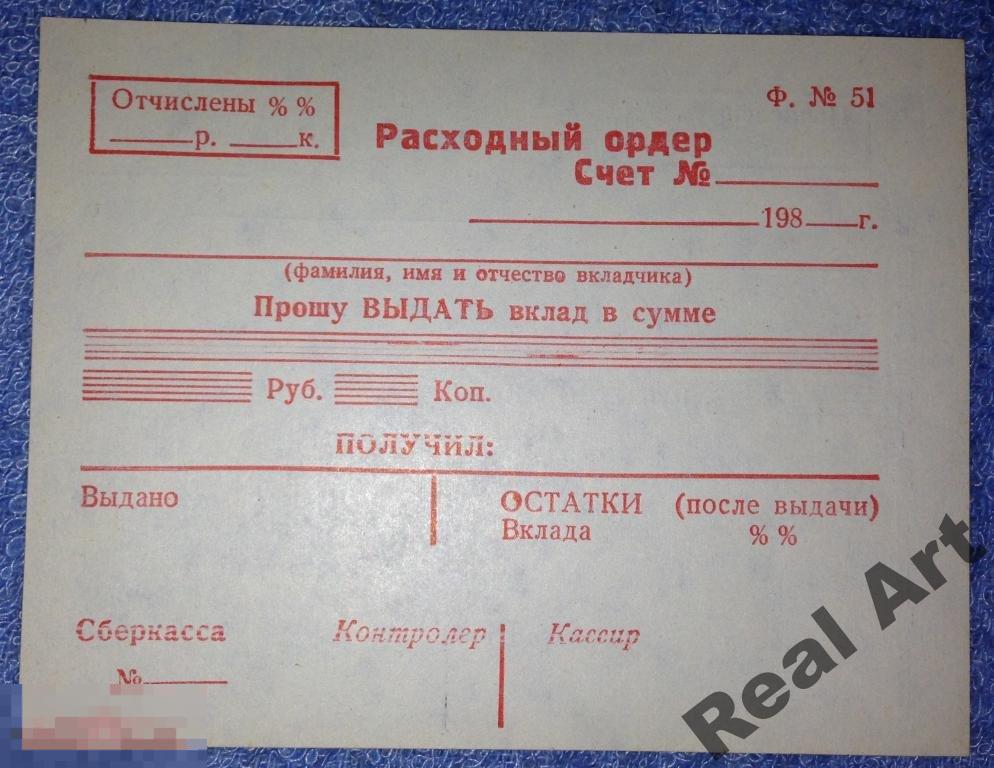 Отчислены % %
р. к.
Ф. № 51
Расходный ордер
Счет №
198 г.
(фамилия, имя и отчество вкладчика)
Прошу ВЫДАТЬ вклад в сумме
Руб. Коп.
ПОЛУЧИЛ:
Выдано
ОСТАТКИ (после выдачи)
Вклада % %
Сберкасса Контролер Кассир
№
Real Art